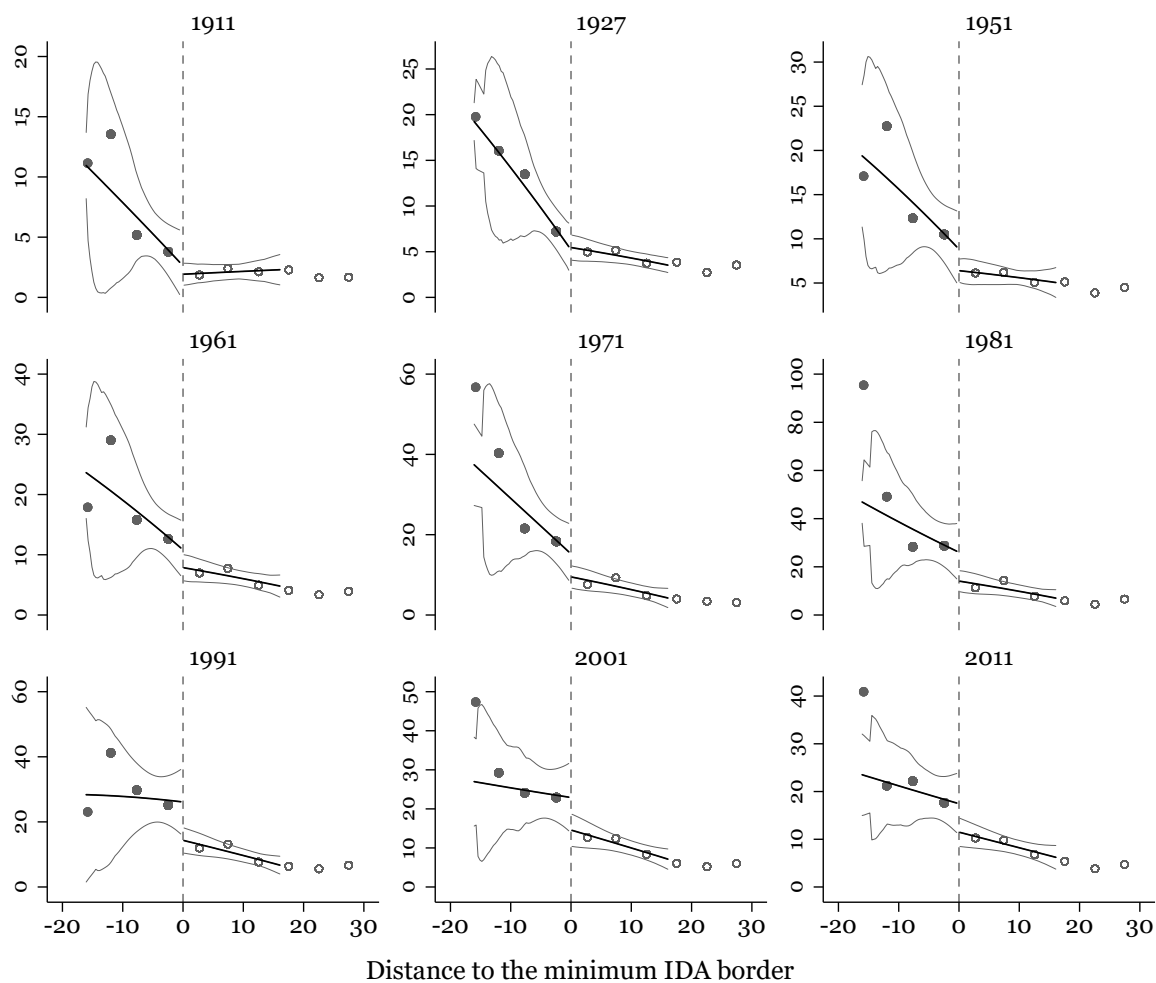 1911 1927 1951
20 15 10 5 0
25 20 15 10 5 0
30 25 20 15 10 5
1961 1971 1981
40 30 20 10 0
60 40 20 0
100 80 60 40 20 0
1991 2001 2011
60 40 20 0
50 40 30 20 10 0
40 30 20 10 0
-20 -10 0 10 20 30 -20 -10 0 10 20 30 -20 -10 0 10 20 30
Distance to the minimum IDA border